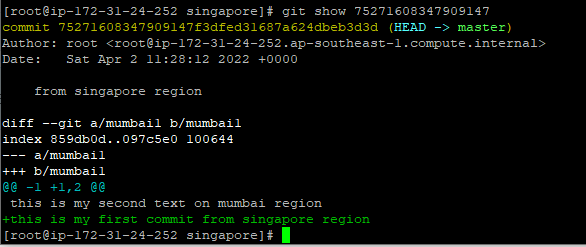 [root@ip-172-31-24-252 singapore]# git show 75271608347909147
commit 75271608347909147f3dfed31687a624dbeb3d3d (HEAD -> master)
Author: root <root@ip-172-31-24-252.ap-southeast-1.compute.internal>
Date:   Sat Apr 2 11:28:12 2022 +0000
    from singapore region
diff --git a/mumbail b/mumbail
index 859db0d..097c5e0 100644
--- a/mumbail
+++ b/mumbail
@@ -1 +1,2 @@
 this is my second text on mumbai region
+this is my first commit from singapore region
[root@ip-172-31-24-252 singapore]#